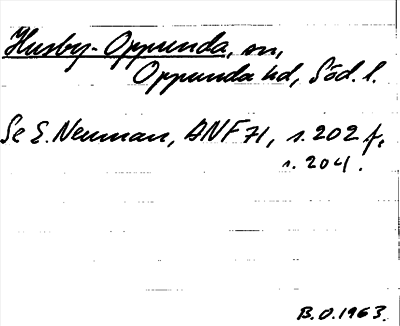 Husby-Oppunda, sn,
Oppunda hd, Söd. l.
Se E. Neuman, ANF 71, s. 202 f,
s. 204.
B.O. 1963.